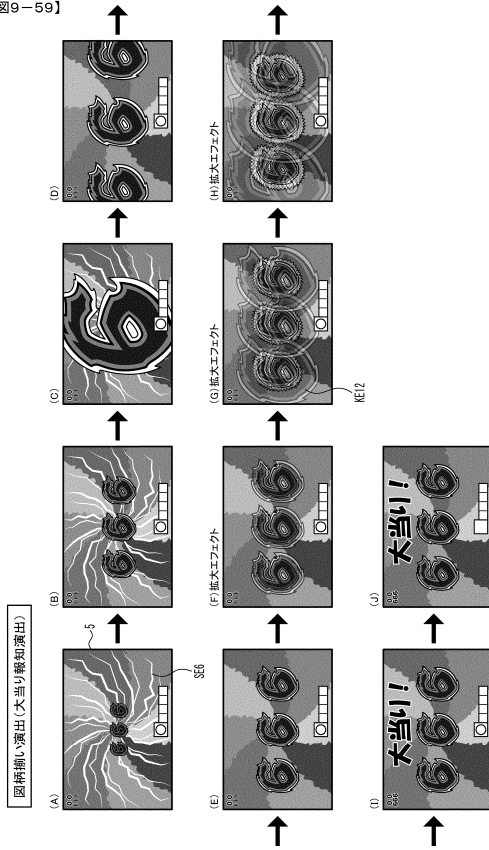 【図9−59】
図柄揃い演出(大当り報知演出)
(A)
5
SE6
(B)
(C)
(D)
(E)
(F)拡大エフェクト
(G)拡大エフェクト
KE12
(H)拡大エフェクト
(I)
大当り!
666
(J)
大当り!
666